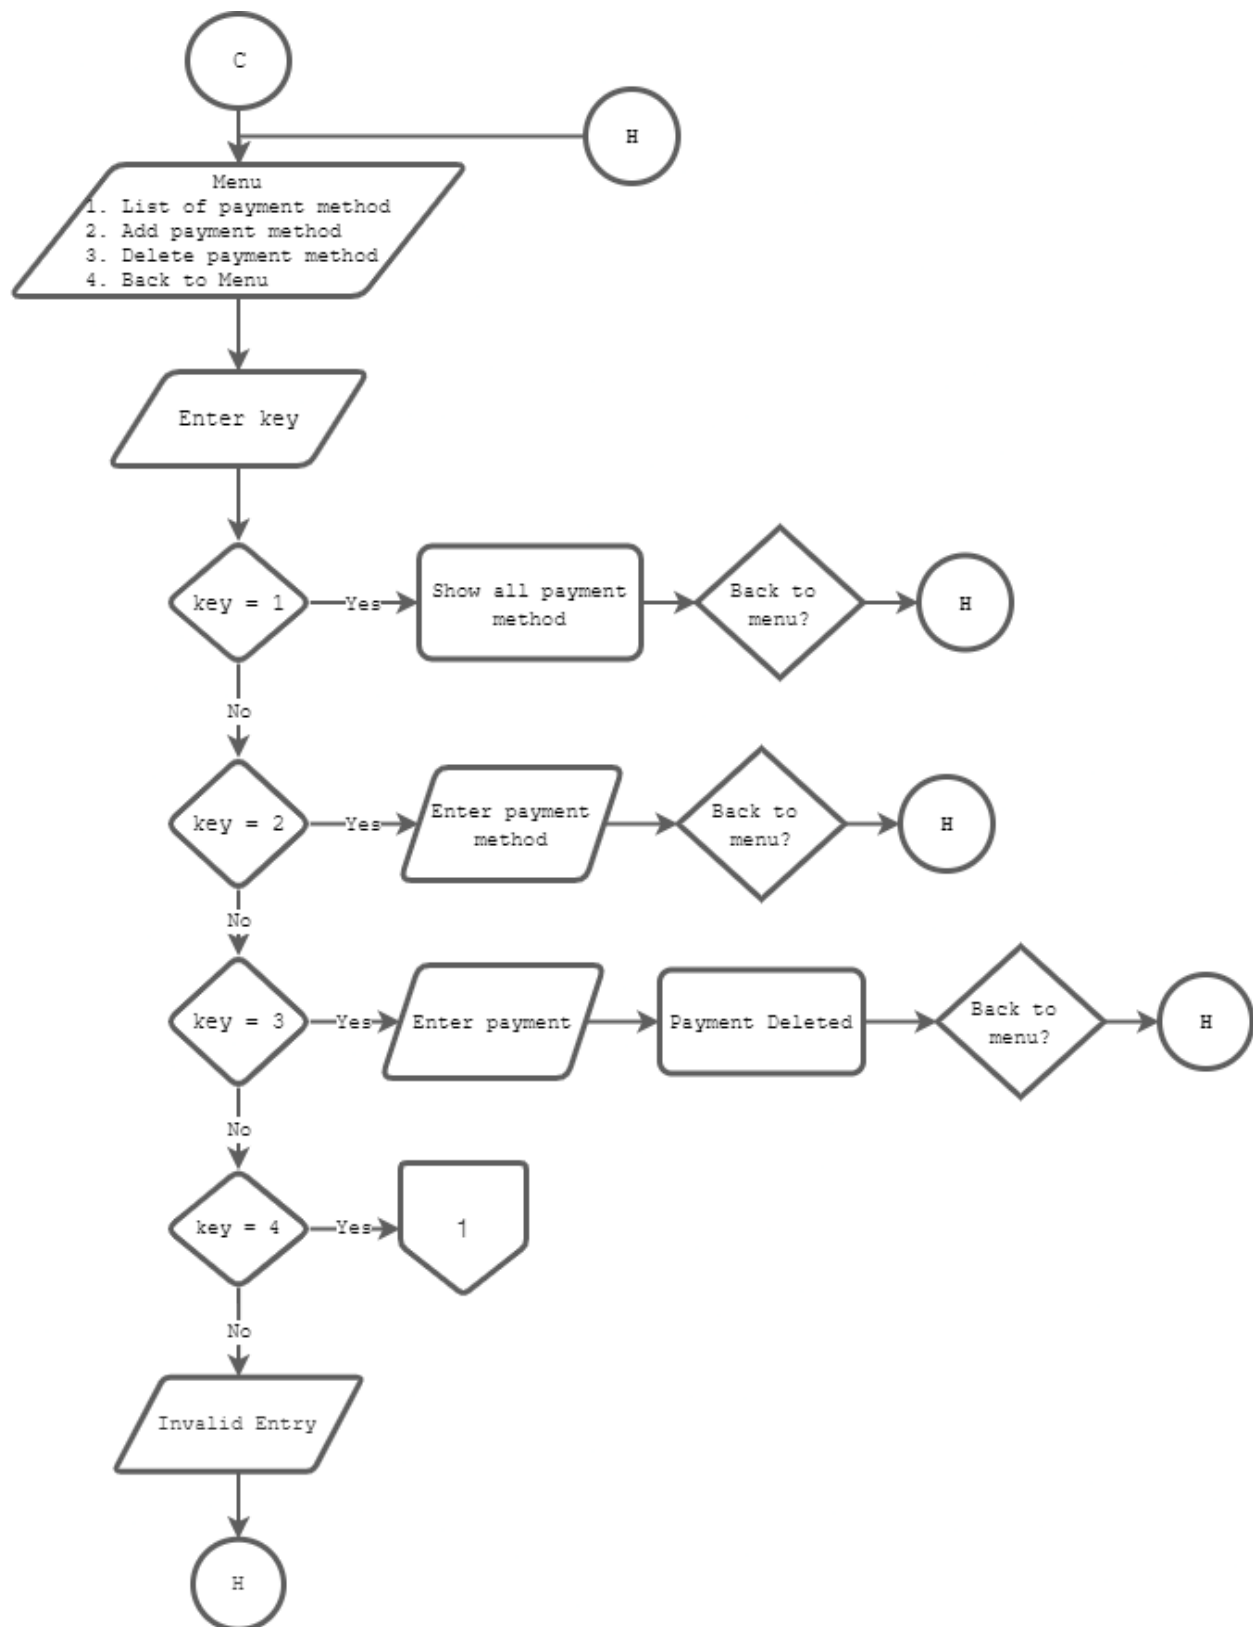 C
H
Menu
1. List of payment method
2. Add payment method
3. Delete payment method
4. Back to Menu
Enter key
key = 1
Yes
Show all payment
method
Back to
menu?
H
No
key = 2
Yes
Enter payment
method
Back to
menu?
H
No
key = 3
Yes
Enter payment
Payment Deleted
Back to
menu?
H
No
key = 4
Yes
1
No
Invalid Entry
H